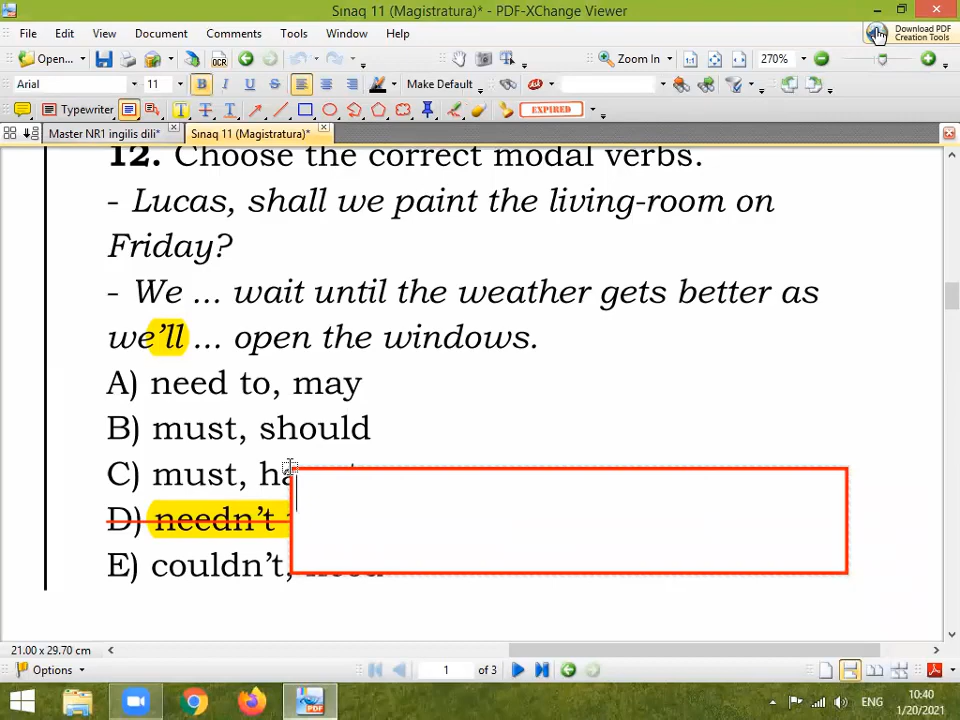 Sınaq 11 (Magistratura)* - PDF-XChange Viewer
File Edit View Document Comments Tools Window Help
Download PDF
Creation Tools
Open... OCR Zoom In 270%
Arial 11 B I U Make Default
Typewriter T T T EXPIRED
Master NR1 ingilis dili* Sınaq 11 (Magistratura)*
12. Choose the correct modal verbs.
- Lucas, shall we paint the living-room on
Friday?
- We ... wait until the weather gets better as
we’ll ... open the windows.
A) need to, may
B) must, should
C) must,
D) needn’t
E) couldn’t,
21.00 x 29.70 cm
Options 1 of 3
ENG
10:40
1/20/2021